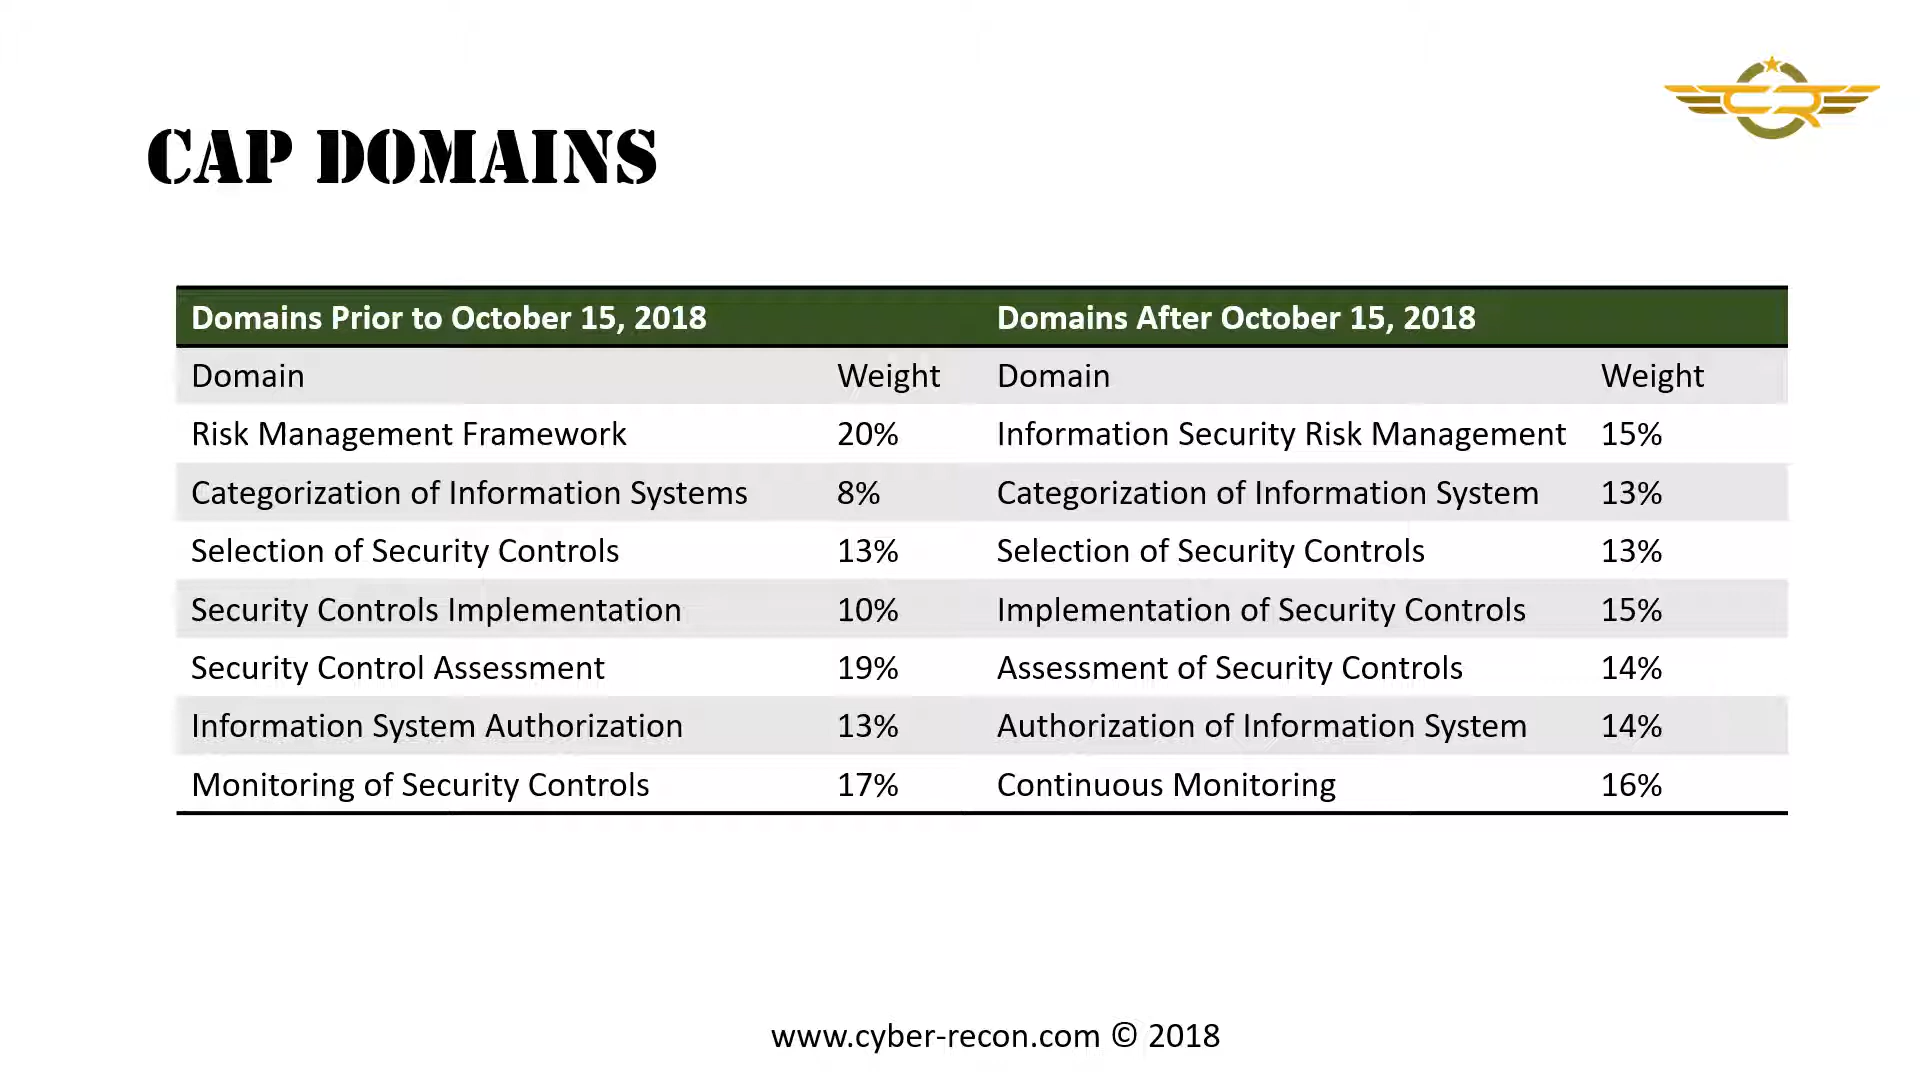 CR
CAP DOMAINS
Domains Prior to October 15, 2018 Domains After October 15, 2018
Domain Weight Domain Weight
Risk Management Framework 20% Information Security Risk Management 15%
Categorization of Information Systems 8% Categorization of Information System 13%
Selection of Security Controls 13% Selection of Security Controls 13%
Security Controls Implementation 10% Implementation of Security Controls 15%
Security Control Assessment 19% Assessment of Security Controls 14%
Information System Authorization 13% Authorization of Information System 14%
Monitoring of Security Controls 17% Continuous Monitoring 16%
www.cyber-recon.com © 2018